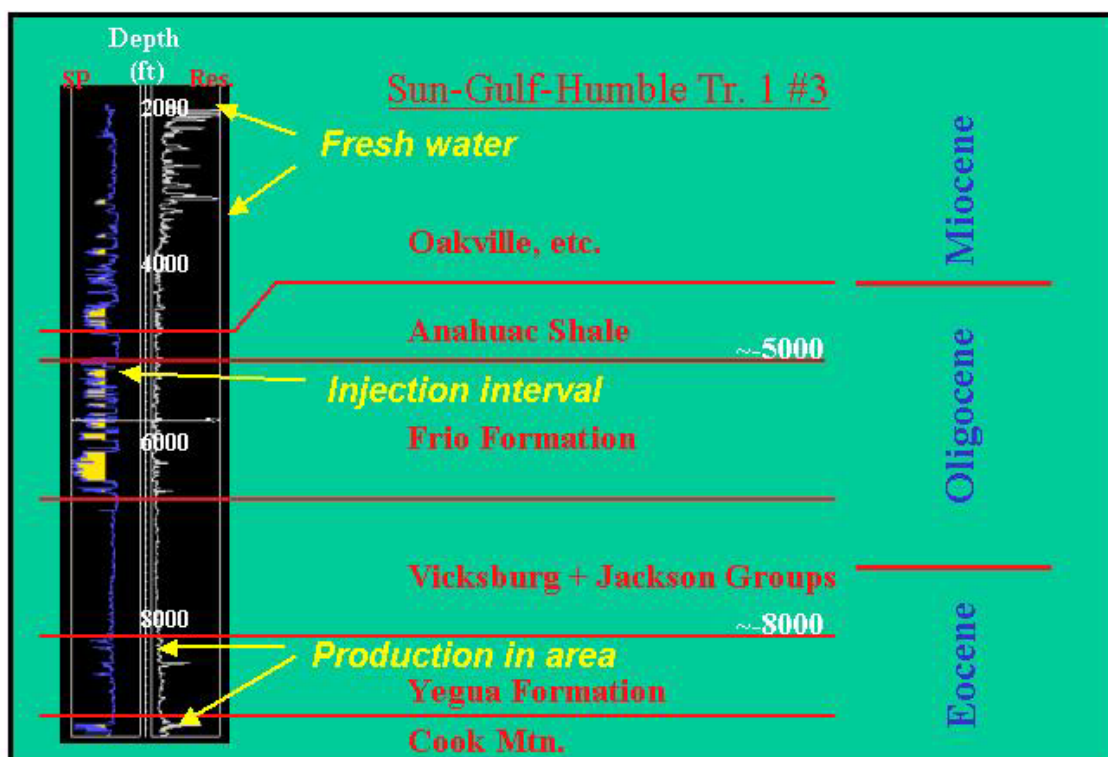 Depth
(ft)
SP
Res.
Sun-Gulf-Humble Tr. 1 #3
2000
Fresh water
Miocene
Oakville, etc.
4000
Anahuac Shale
~-5000
Injection interval
Frio Formation
6000
Oligocene
Vicksburg + Jackson Groups
8000
~-8000
Production in area
Yegua Formation
Eocene
Cook Mtn.